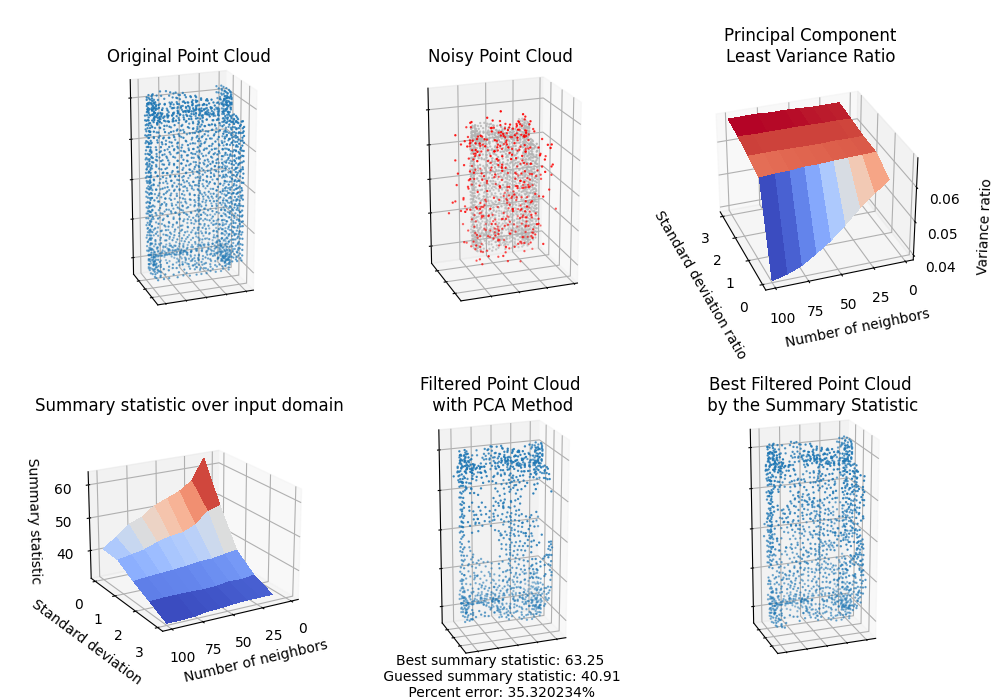 Original Point Cloud
Noisy Point Cloud
Principal Component
Least Variance Ratio
Standard deviation ratio
3
2
1
0
100
75
50
25
0
Number of neighbors
0.06
0.05
0.04
Variance ratio
Summary statistic over input domain
Summary statistic
60
50
40
0
1
2
3
Standard deviation
100
75
50
25
0
Number of neighbors
Filtered Point Cloud
with PCA Method
Best summary statistic: 63.25
Guessed summary statistic: 40.91
Percent error: 35.320234%
Best Filtered Point Cloud
by the Summary Statistic